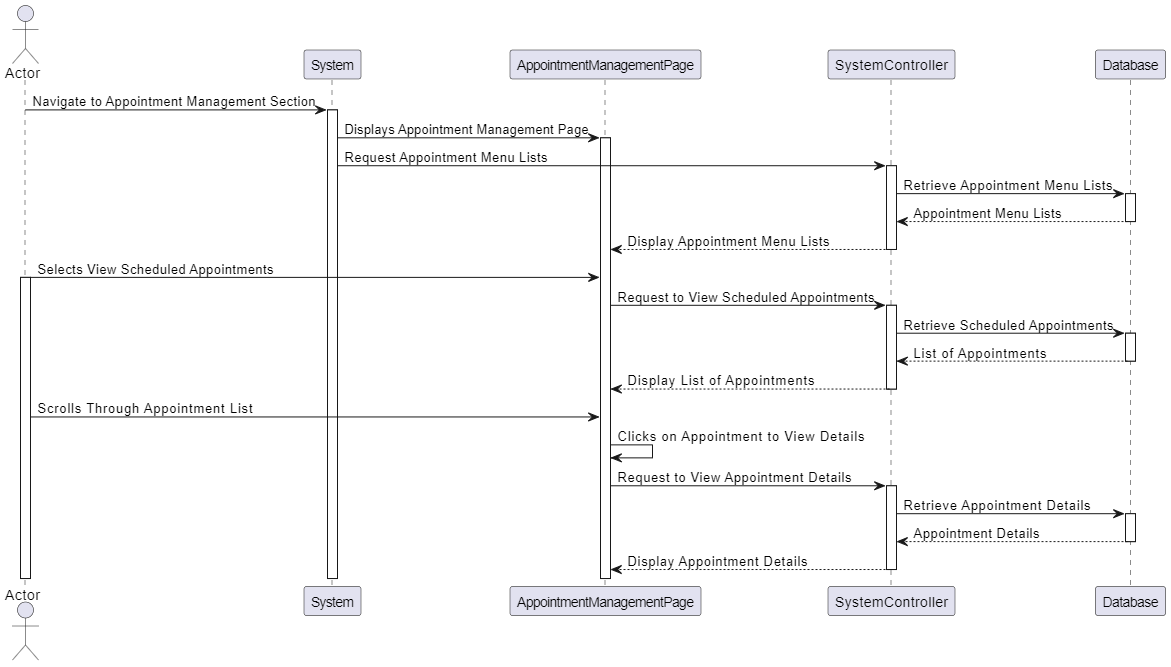 Actor
System
AppointmentManagementPage
SystemController
Database
Navigate to Appointment Management Section
Displays Appointment Management Page
Request Appointment Menu Lists
Retrieve Appointment Menu Lists
Appointment Menu Lists
Display Appointment Menu Lists
Selects View Scheduled Appointments
Request to View Scheduled Appointments
Retrieve Scheduled Appointments
List of Appointments
Display List of Appointments
Scrolls Through Appointment List
Clicks on Appointment to View Details
Request to View Appointment Details
Retrieve Appointment Details
Appointment Details
Display Appointment Details
Actor
System
AppointmentManagementPage
SystemController
Database